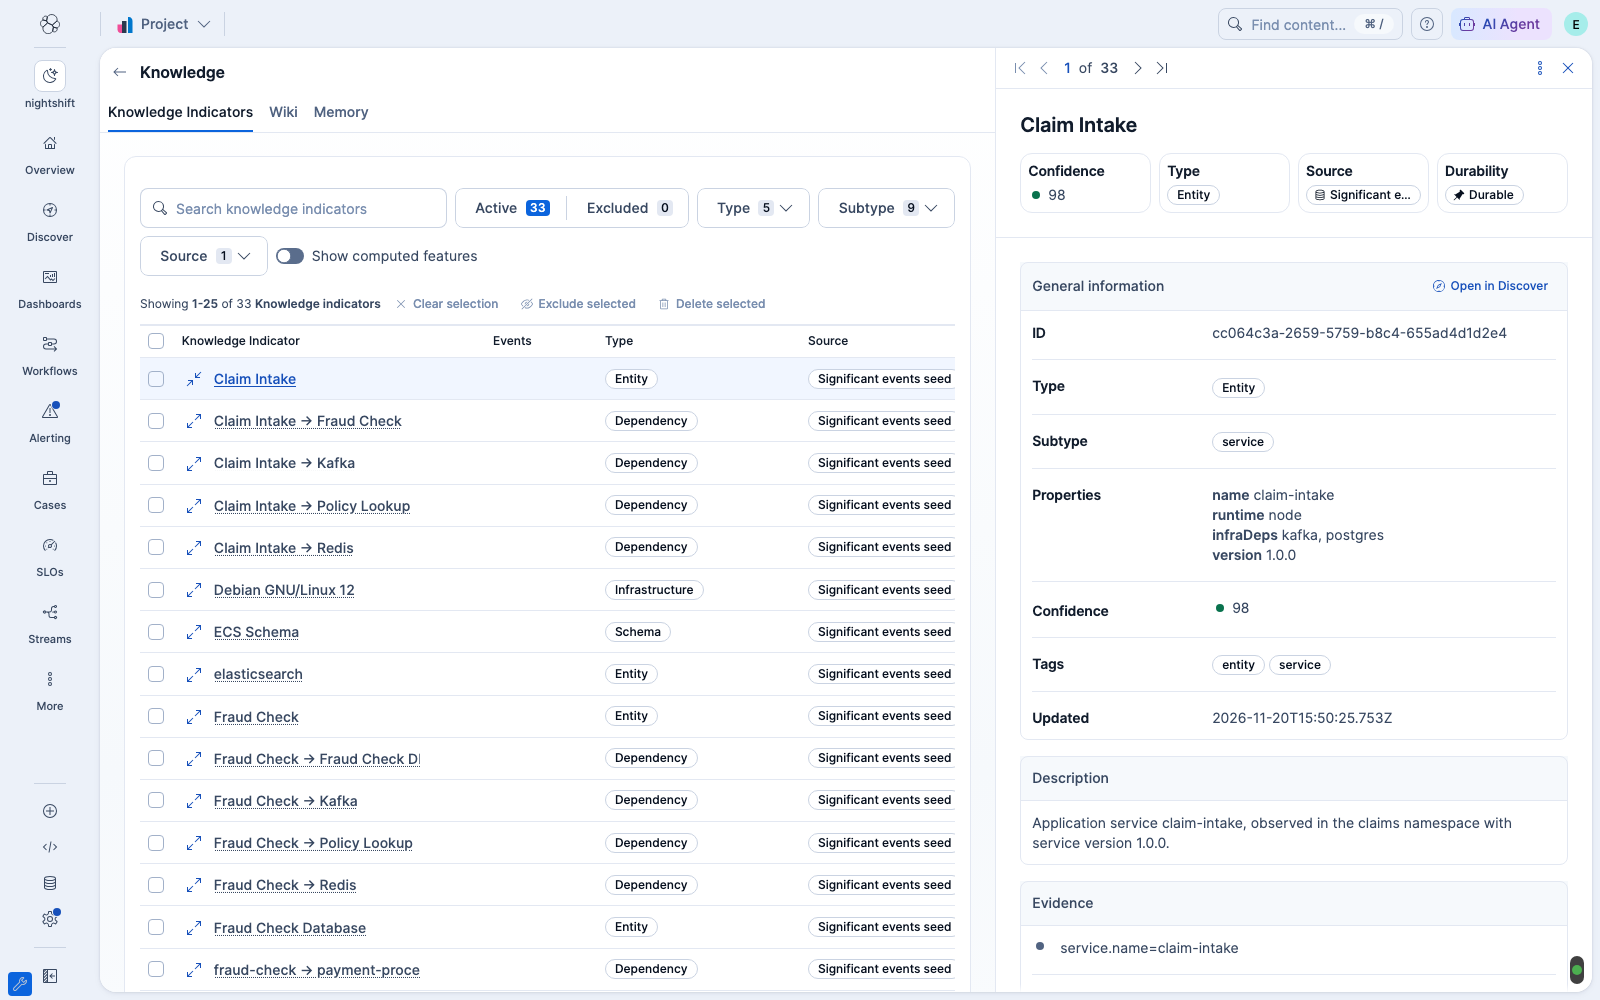 Project
Find content...
⌘ /
AI Agent
E
nightshift
Overview
Discover
Dashboards
Workflows
Alerting
Cases
SLOs
Streams
More
Knowledge
Knowledge Indicators
Wiki
Memory
Search knowledge indicators
Active 33
Excluded 0
Type 5
Subtype 9
Source 1
Show computed features
Showing 1-25 of 33 Knowledge indicators
Clear selection
Exclude selected
Delete selected
Knowledge Indicator Events Type Source
Claim Intake Entity Significant events seed
Claim Intake → Fraud Check Dependency Significant events seed
Claim Intake → Kafka Dependency Significant events seed
Claim Intake → Policy Lookup Dependency Significant events seed
Claim Intake → Redis Dependency Significant events seed
Debian GNU/Linux 12 Infrastructure Significant events seed
ECS Schema Schema Significant events seed
elasticsearch Entity Significant events seed
Fraud Check Entity Significant events seed
Fraud Check → Fraud Check D Dependency Significant events seed
Fraud Check → Kafka Dependency Significant events seed
Fraud Check → Policy Lookup Dependency Significant events seed
Fraud Check → Redis Dependency Significant events seed
Fraud Check Database Entity Significant events seed
fraud-check → payment-proce Dependency Significant events seed
1 of 33
Claim Intake
Confidence
98
Type
Entity
Source
Significant e...
Durability
Durable
General information
Open in Discover
ID cc064c3a-2659-5759-b8c4-655ad4d1d2e4
Type Entity
Subtype service
Properties name claim-intake
runtime node
infraDeps kafka, postgres
version 1.0.0
Confidence 98
Tags entity service
Updated 2026-11-20T15:50:25.753Z
Description
Application service claim-intake, observed in the claims namespace with
service version 1.0.0.
Evidence
service.name=claim-intake